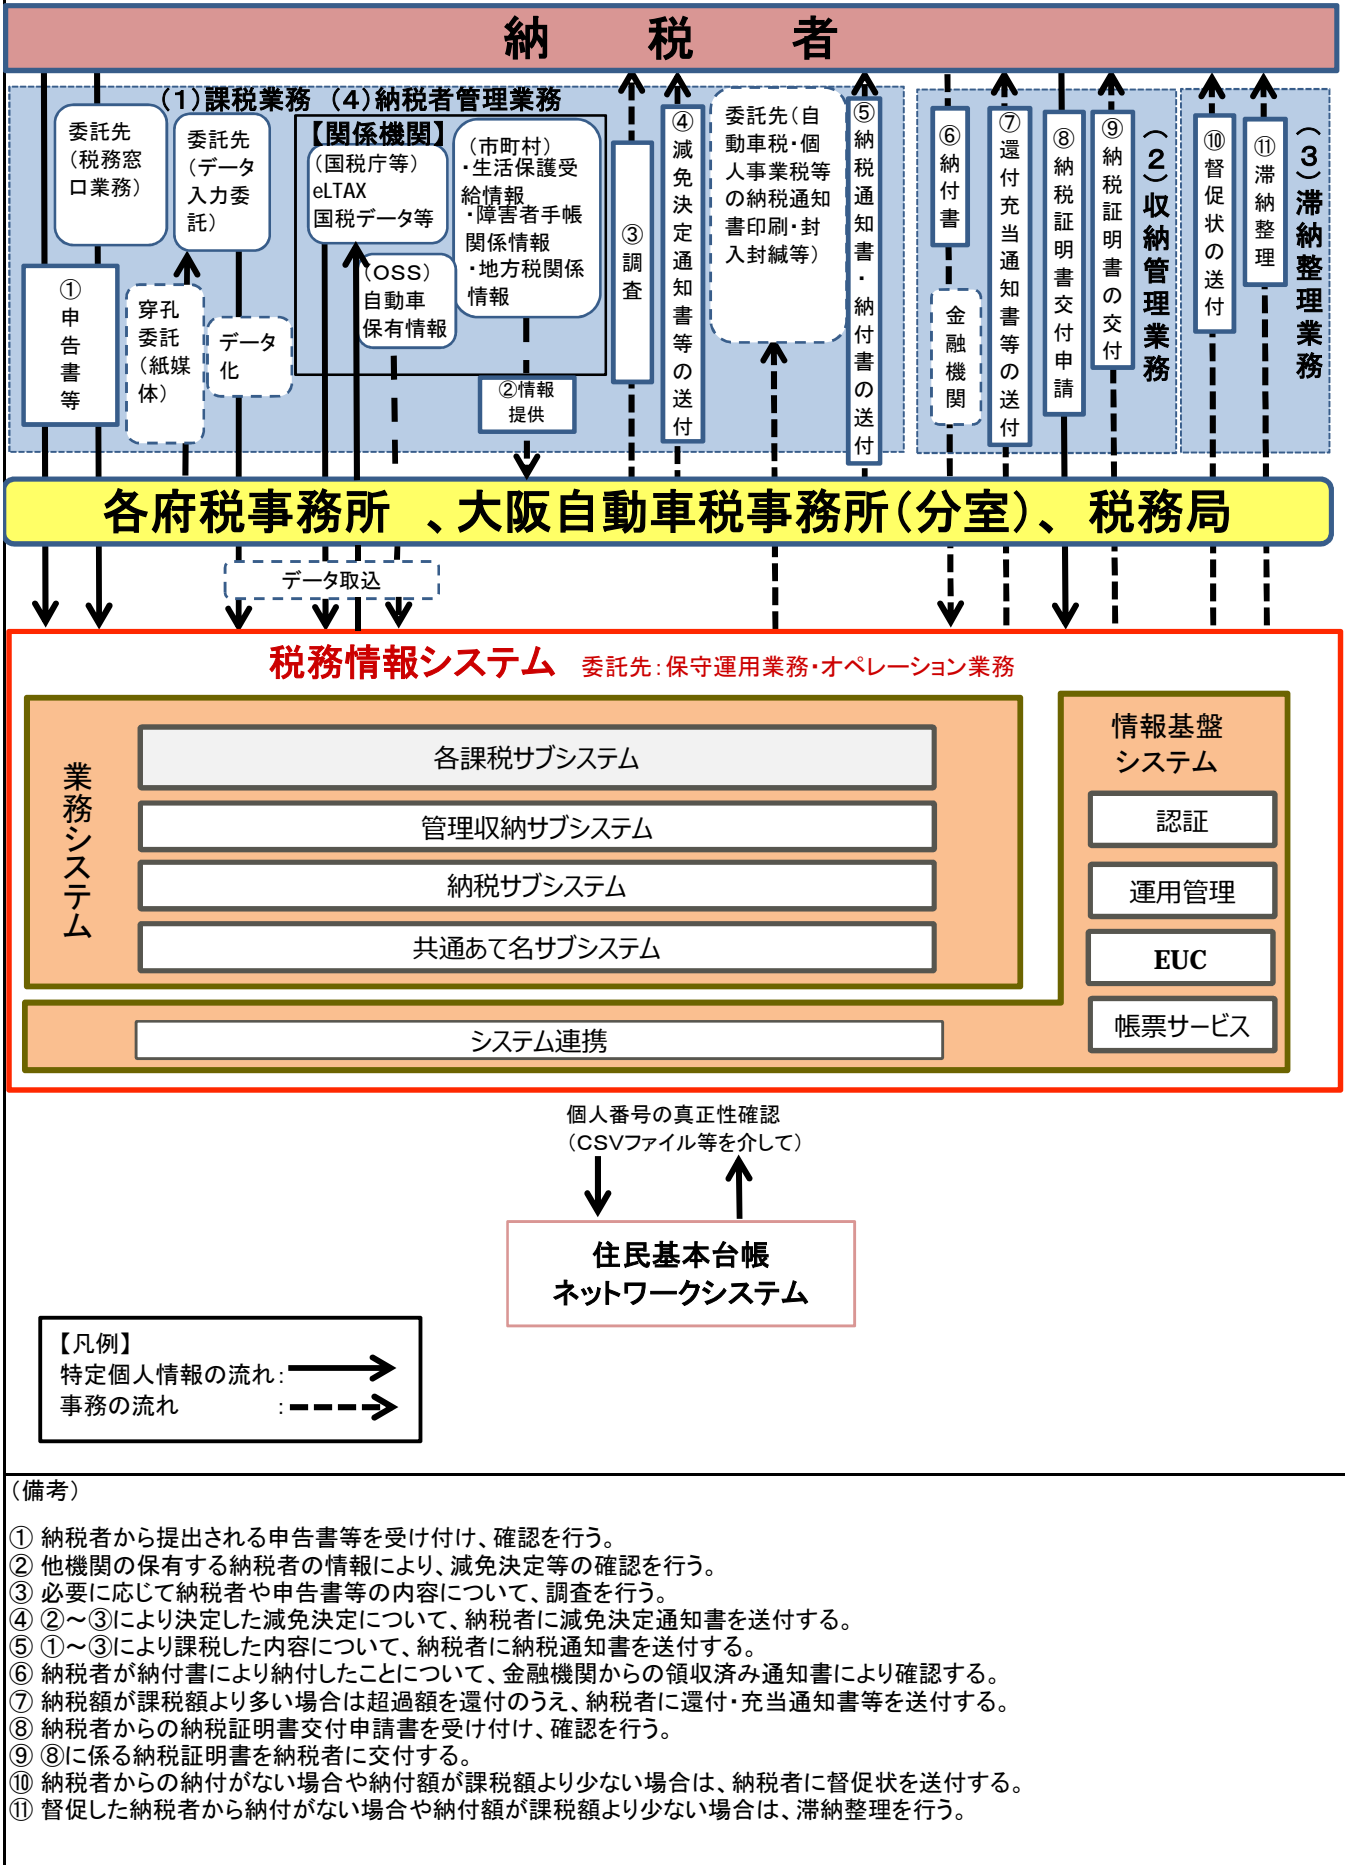 納税者
(1)課税業務 (4)納税者管理業務
委託先
(税務窓
口業務)
委託先
(データ
入力委
託)
【関係機関】
(国税庁等)
eLTAX
国税データ等
(市町村)
・生活保護受
給情報
・障害者手帳
関係情報
・地方税関係
情報
(OSS)
自動車
保有情報
①申告書等
穿孔
委託
(紙媒
体)
データ
化
②情報
提供
③調査
④減免決定通知書等の送付
委託先(自
動車税・個
人事業税等
の納税通知
書印刷・封
入封緘等)
⑤納税通知書・納付書の送付
⑥納付書
金融機関
⑦還付充当通知書等の送付
⑧納税証明書交付申請
⑨納税証明書の交付
(2)収納管理業務
⑩督促状の送付
⑪滞納整理
(3)滞納整理業務
各府税事務所 、大阪自動車税事務所(分室)、税務局
データ取込
税務情報システム 委託先:保守運用業務・オペレーション業務
業務システム
各課税サブシステム
管理収納サブシステム
納税サブシステム
共通あて名サブシステム
システム連携
情報基盤
システム
認証
運用管理
EUC
帳票サービス
個人番号の真正性確認
(CSVファイル等を介して)
住民基本台帳
ネットワークシステム
【凡例】
特定個人情報の流れ:
事務の流れ :
(備考)
① 納税者から提出される申告書等を受け付け、確認を行う。
② 他機関の保有する納税者の情報により、減免決定等の確認を行う。
③ 必要に応じて納税者や申告書等の内容について、調査を行う。
④ ②～③により決定した減免決定について、納税者に減免決定通知書を送付する。
⑤ ①～③により課税した内容について、納税者に納税通知書を送付する。
⑥ 納税者が納付書により納付したことについて、金融機関からの領収済み通知書により確認する。
⑦ 納税額が課税額より多い場合は超過額を還付のうえ、納税者に還付・充当通知書等を送付する。
⑧ 納税者からの納税証明書交付申請書を受け付け、確認を行う。
⑨ ⑧に係る納税証明書を納税者に交付する。
⑩ 納税者からの納付がない場合や納付額が課税額より少ない場合は、納税者に督促状を送付する。
⑪ 督促した納税者から納付がない場合や納付額が課税額より少ない場合は、滞納整理を行う。